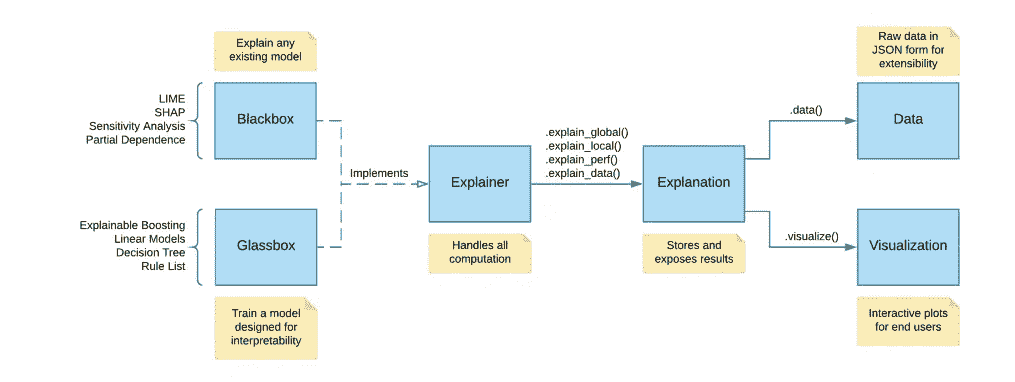 Explain any
existing model
LIME
SHAP
Sensitivity Analysis
Partial Dependence
Blackbox
Explainable Boosting
Linear Models
Decision Tree
Rule List
Glassbox
Train a model
designed for
interpretability
Implements
Explainer
Handles all
computation
.explain_global()
.explain_local()
.explain_perf()
.explain_data()
Explanation
Stores and
exposes results
.data()
Raw data in
JSON form for
extensibility
Data
.visualize()
Visualization
Interactive plots
for end users